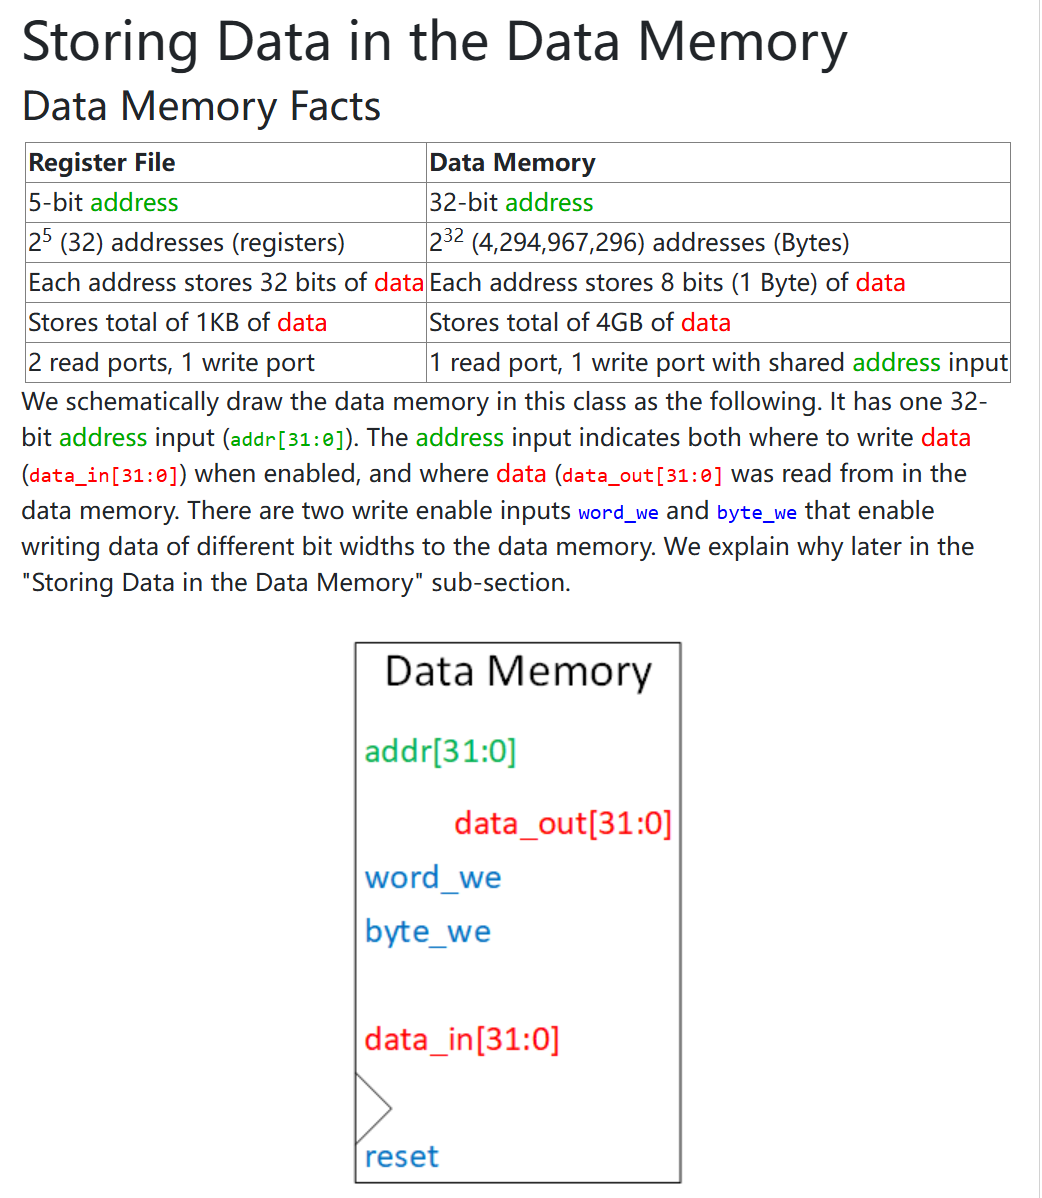 Storing Data in the Data Memory
Data Memory Facts
Register File Data Memory
5-bit address 32-bit address
2⁵ (32) addresses (registers) 2³² (4,294,967,296) addresses (Bytes)
Each address stores 32 bits of data Each address stores 8 bits (1 Byte) of data
Stores total of 1KB of data Stores total of 4GB of data
2 read ports, 1 write port 1 read port, 1 write port with shared address input
We schematically draw the data memory in this class as the following. It has one 32-
bit address input (addr[31:0]). The address input indicates both where to write data
(data_in[31:0]) when enabled, and where data (data_out[31:0] was read from in the
data memory. There are two write enable inputs word_we and byte_we that enable
writing data of different bit widths to the data memory. We explain why later in the
"Storing Data in the Data Memory" sub-section.
Data Memory
addr[31:0]
data_out[31:0]
word_we
byte_we
data_in[31:0]
reset